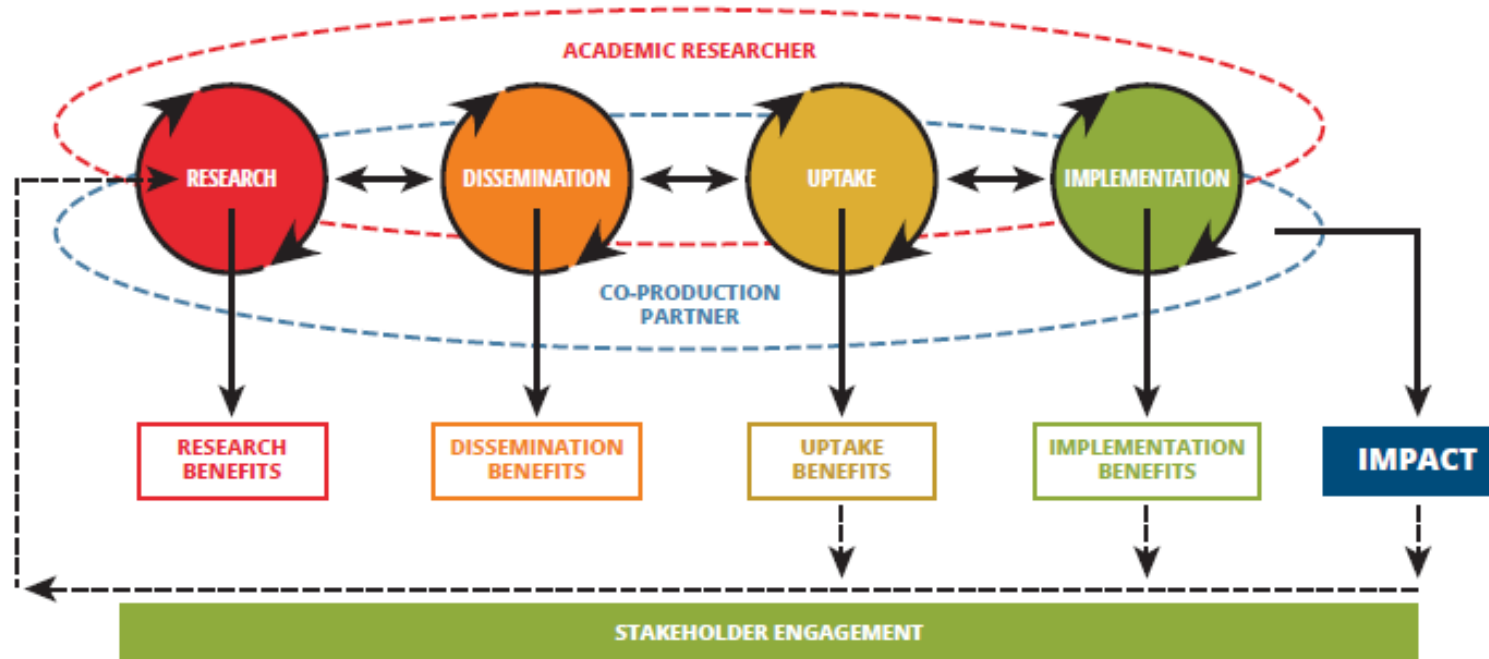 ACADEMIC RESEARCHER
RESEARCH
DISSEMINATION
UPTAKE
IMPLEMENTATION
CO-PRODUCTION
PARTNER
RESEARCH
BENEFITS
DISSEMINATION
BENEFITS
UPTAKE
BENEFITS
IMPLEMENTATION
BENEFITS
IMPACT
STAKEHOLDER ENGAGEMENT